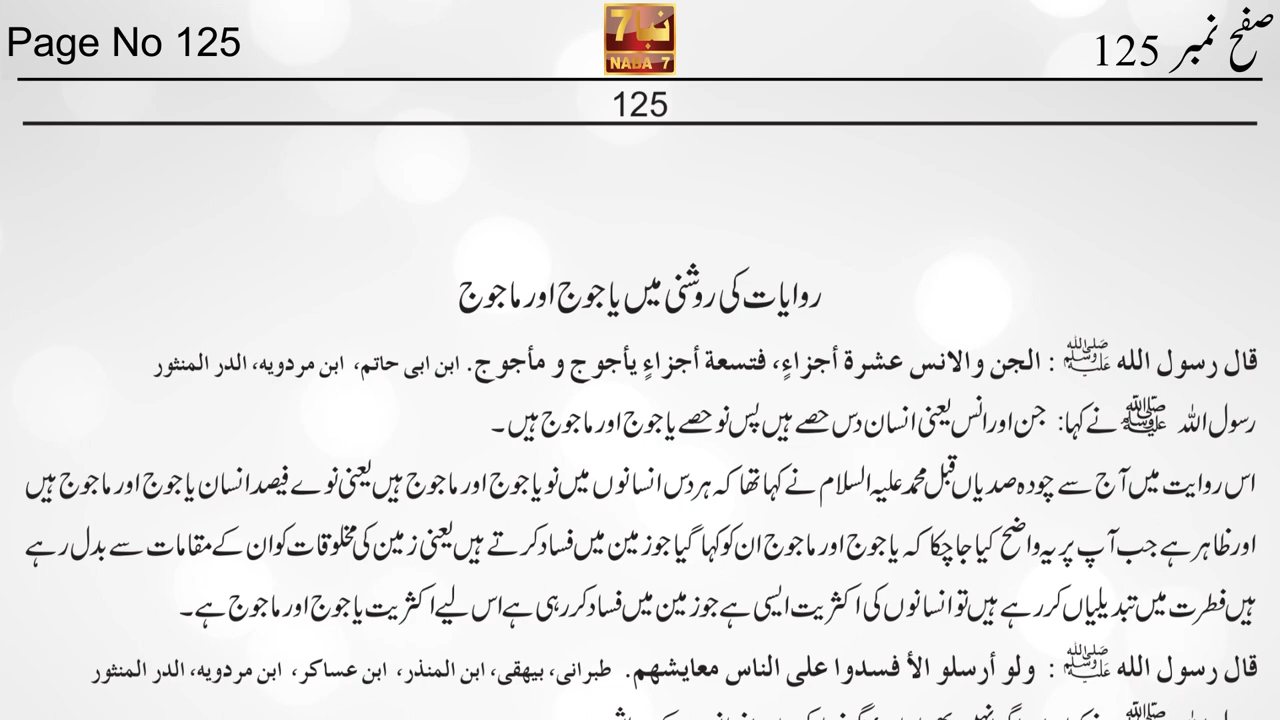 Page No 125
نبا 7
NABA 7
صفح نمبر 125
125
روایات کی روشنی میں یاجوج اور ماجوج
قال رسول الله ﷺ : الجن والانس عشرة أجزاءٍ، فتسعة أجزاءٍ يأجوج و مأجوج. ابن ابی حاتم، ابن مردویه، الدر المنثور
رسول اللہ ﷺ نے کہا: جن اور انس یعنی انسان دس حصے ہیں پس نو حصے یاجوج اور ماجوج ہیں۔
اس روایت میں آج سے چودہ صدیاں قبل محمد علیہ السلام نے کہا تھا کہ ہر دس انسانوں میں نو یاجوج اور ماجوج ہیں یعنی نوے فیصد انسان یاجوج اور ماجوج ہیں
اور ظاہر ہے جب آپ پر یہ واضح کیا جا چکا کہ یاجوج اور ماجوج ان کو کہا گیا جو زمین میں فساد کرتے ہیں یعنی زمین کی مخلوقات کو ان کے مقامات سے بدل رہے
ہیں فطرت میں تبدیلیاں کر رہے ہیں تو انسانوں کی اکثریت ایسی ہے جو زمین میں فساد کر رہی ہے اس لیے اکثریت یاجوج اور ماجوج ہے۔
قال رسول الله ﷺ : ولو أرسلو الأ فسدوا علی الناس معایشهم. طبرانی، بیهقی، ابن المنذر، ابن عساکر، ابن مردویه، الدر المنثور